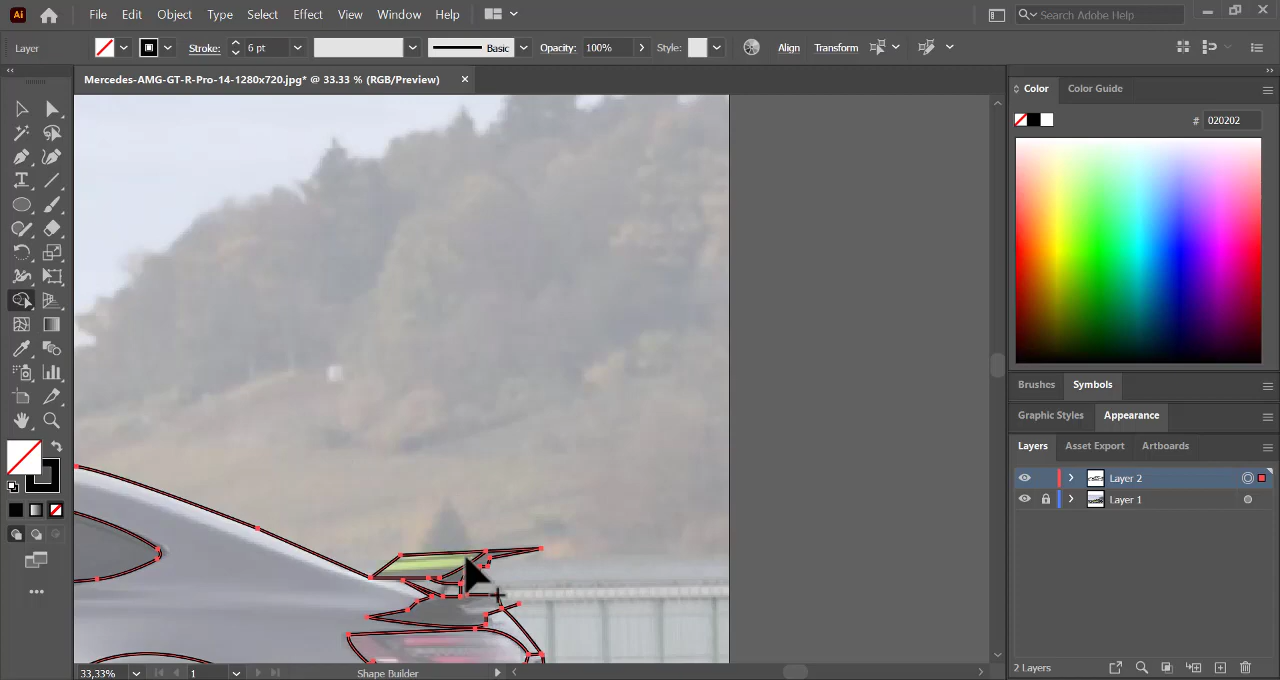 Ai File Edit Object Type Select Effect View Window Help Search Adobe Help
Layer Stroke: 6 pt Basic Opacity: 100% Style: Align Transform
Mercedes-AMG-GT-R-Pro-14-1280x720.jpg* @ 33.33 % (RGB/Preview)
Color Color Guide
# 020202
Brushes Symbols
Graphic Styles Appearance
Layers Asset Export Artboards
Layer 2
Layer 1
33,33% 1 Shape Builder
2 Layers